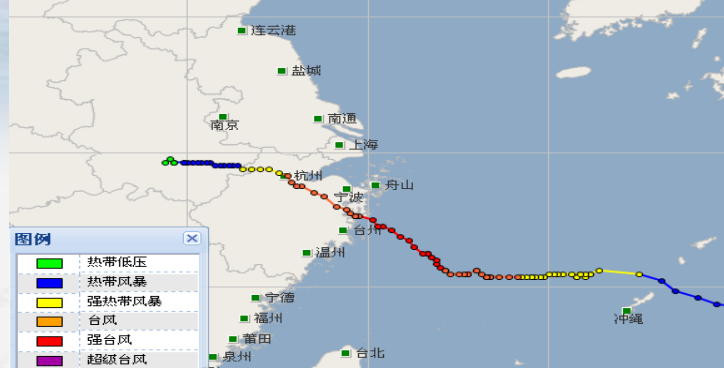 连云港
盐城
南京
南通
上海
杭州
舟山
宁波
台州
图例
温州
热带低压
热带风暴
宁德
强热带风暴
冲绳
福州
台风
莆田
强台风
台北
泉州
超级台风